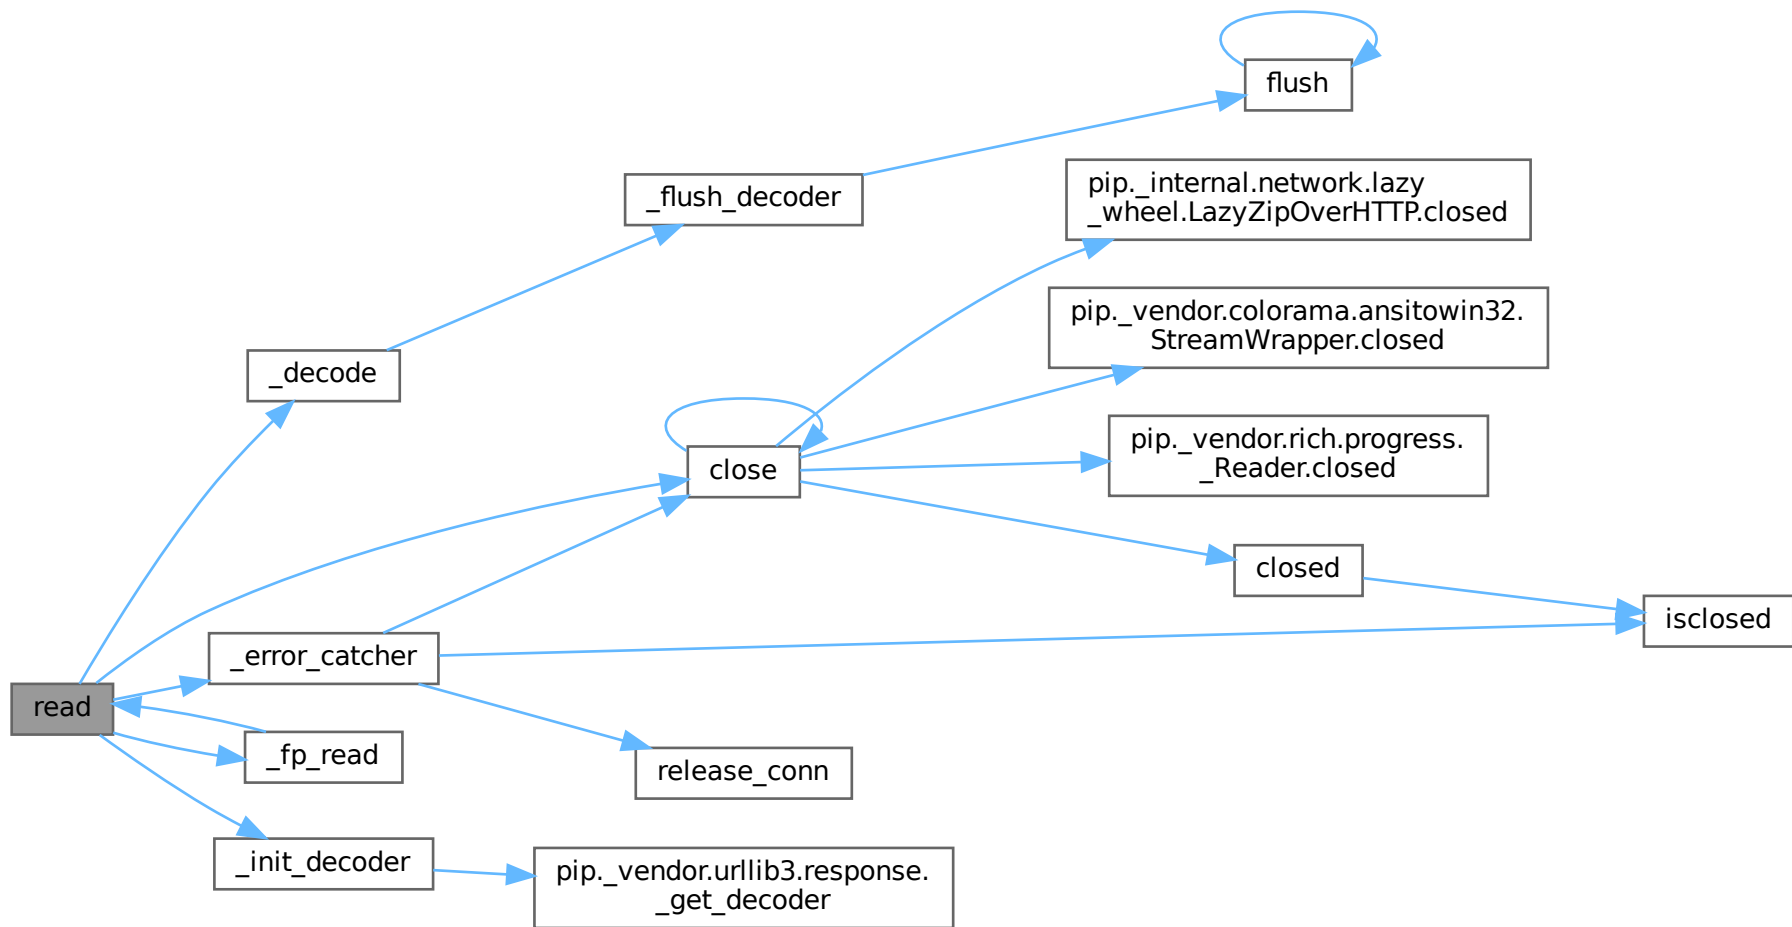 flush
pip._internal.network.lazy
_wheel.LazyZipOverHTTP.closed
_flush_decoder
pip._vendor.colorama.ansitowin32.
StreamWrapper.closed
_decode
pip._vendor.rich.progress.
_Reader.closed
close
closed
isclosed
_error_catcher
read
_fp_read
release_conn
_init_decoder
pip._vendor.urllib3.response.
_get_decoder